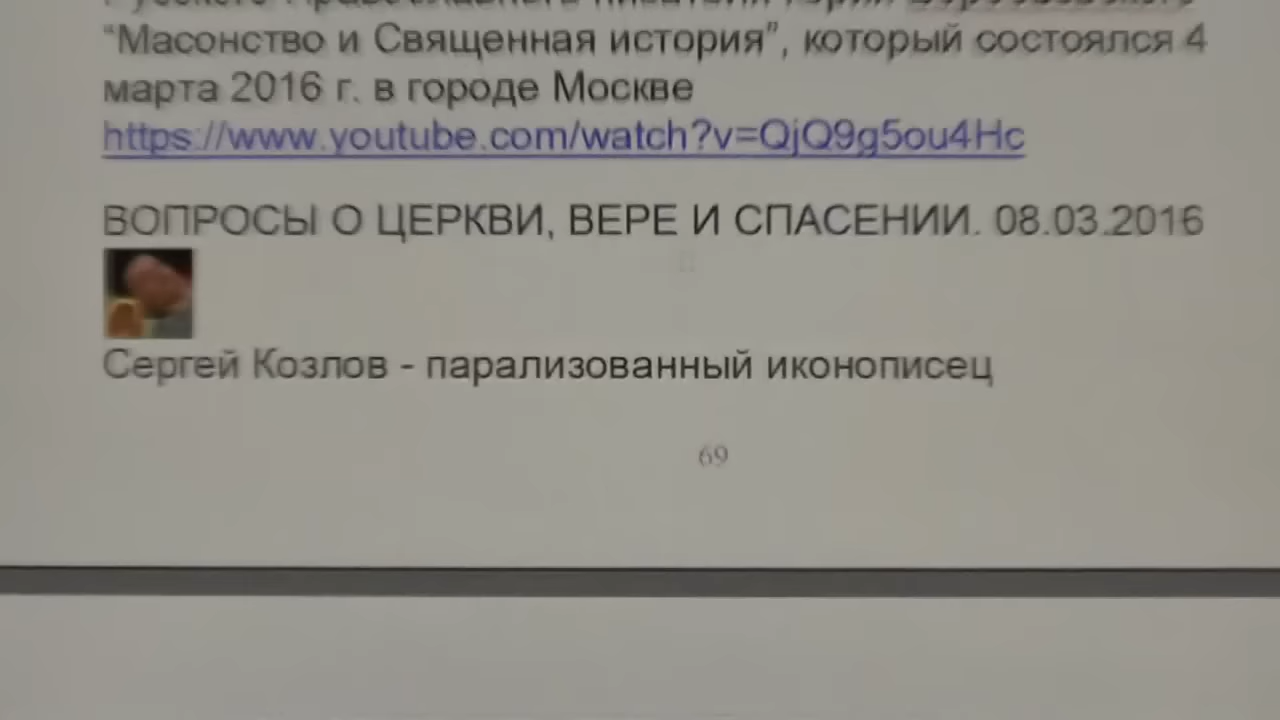 “Масонство и Священная история”, который состоялся 4
марта 2016 г. в городе Москве
https://www.youtube.com/watch?v=QjQ9g5ou4Hc
ВОПРОСЫ О ЦЕРКВИ, ВЕРЕ И СПАСЕНИИ. 08.03.2016
Сергей Козлов - парализованный иконописец
69